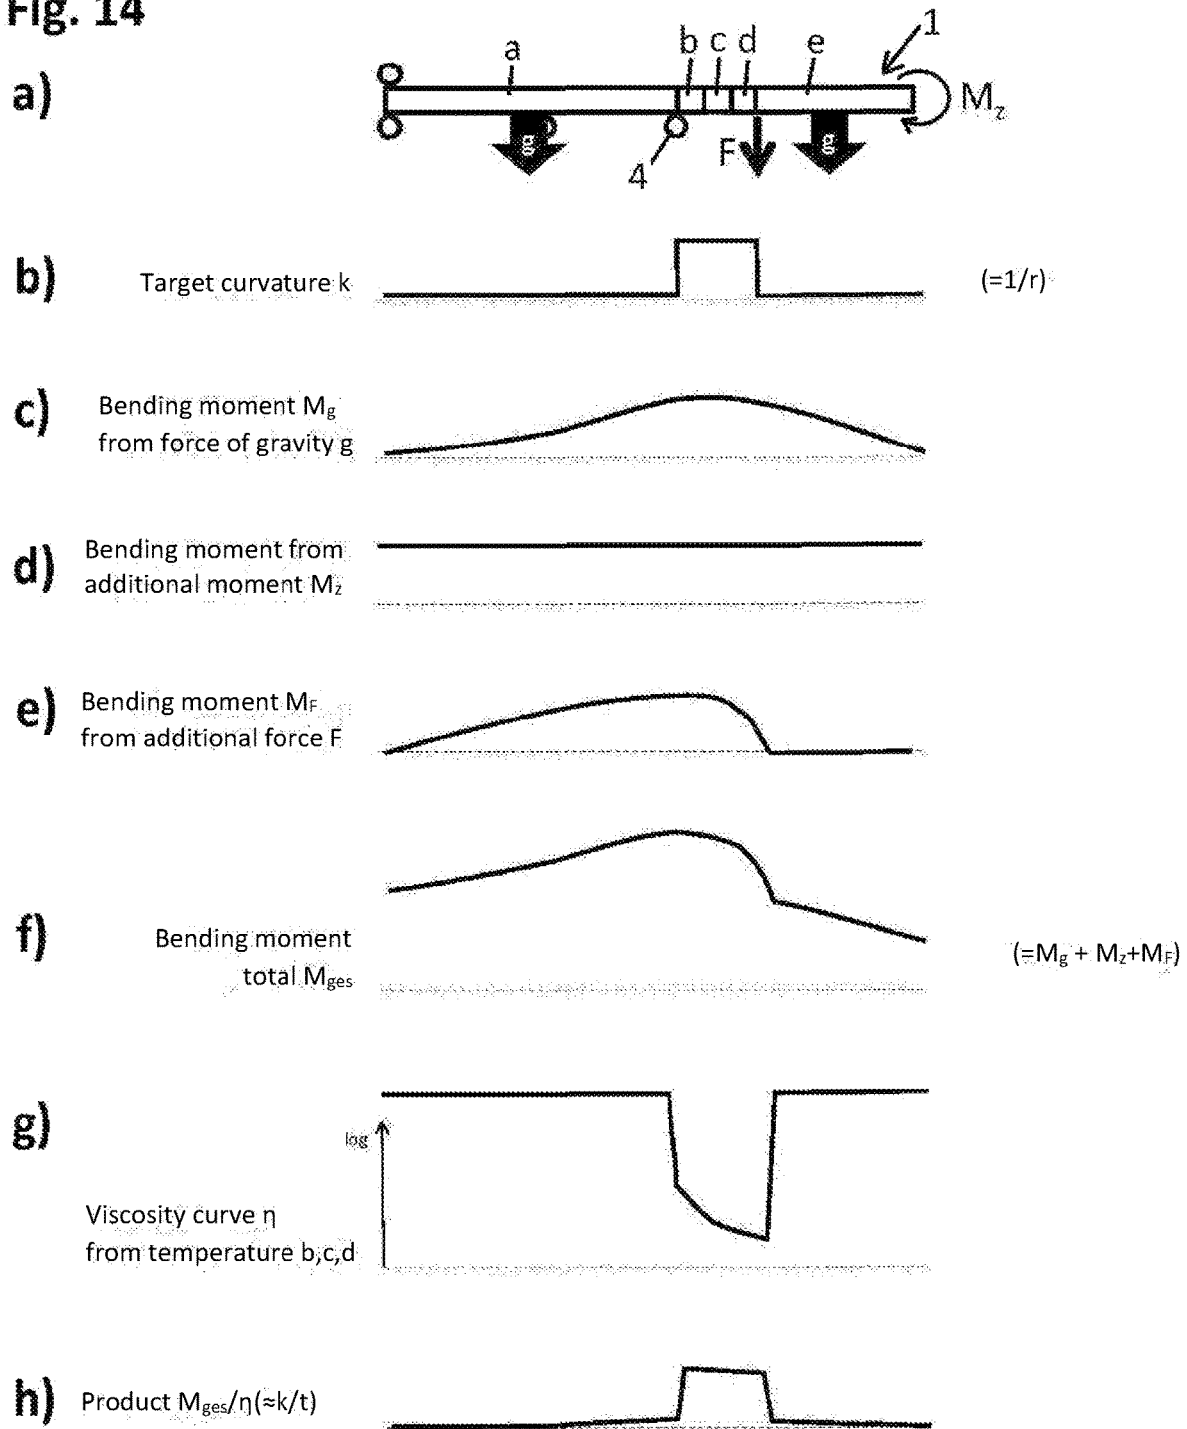 Fig. 14
a)
a
b c d
e
1
M_z
g
F
g
4
b)
Target curvature k
(=1/r)
c)
Bending moment M_g
from force of gravity g
d)
Bending moment from
additional moment M_z
e)
Bending moment M_F
from additional force F
f)
Bending moment
total M_ges
(=M_g + M_z+M_F)
g)
log
Viscosity curve η
from temperature b,c,d
h)
Product M_ges/η(≈k/t)